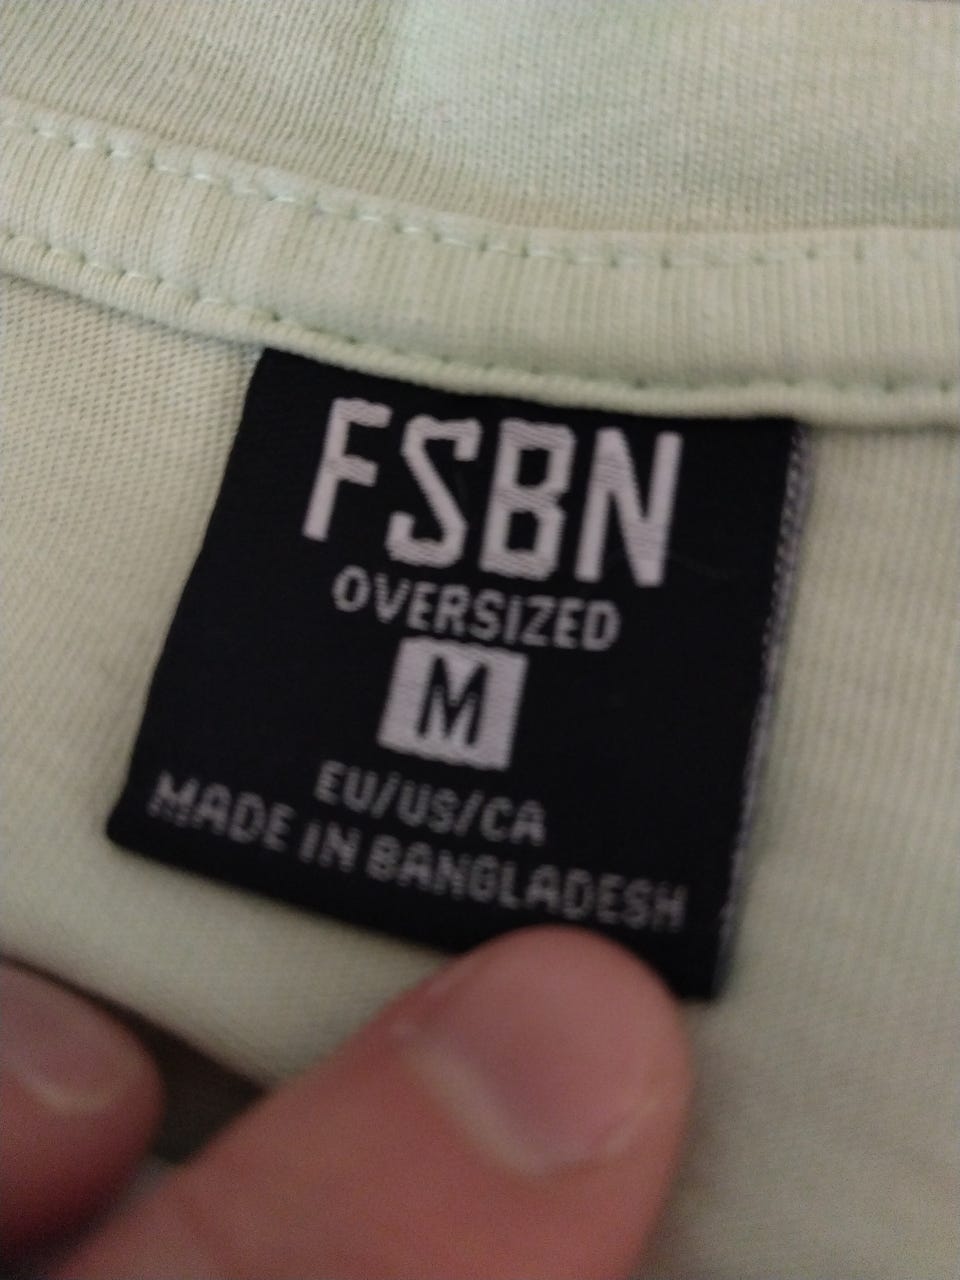 FSBN
OVERSIZED
M
EU/US/CA
MADE IN BANGLADESH